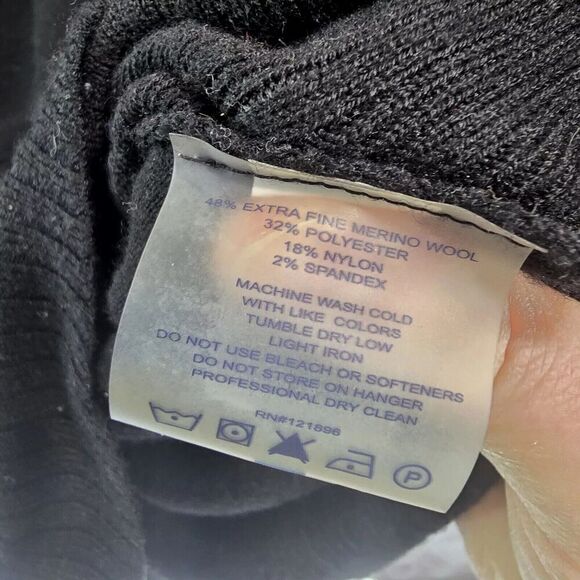 48% EXTRA FINE MERINO WOOL
32% POLYESTER
18% NYLON
2% SPANDEX
MACHINE WASH COLD
WITH LIKE COLORS
TUMBLE DRY LOW
LIGHT IRON
DO NOT USE BLEACH OR SOFTENERS
DO NOT STORE ON HANGER
PROFESSIONAL DRY CLEAN
RN#121896
P